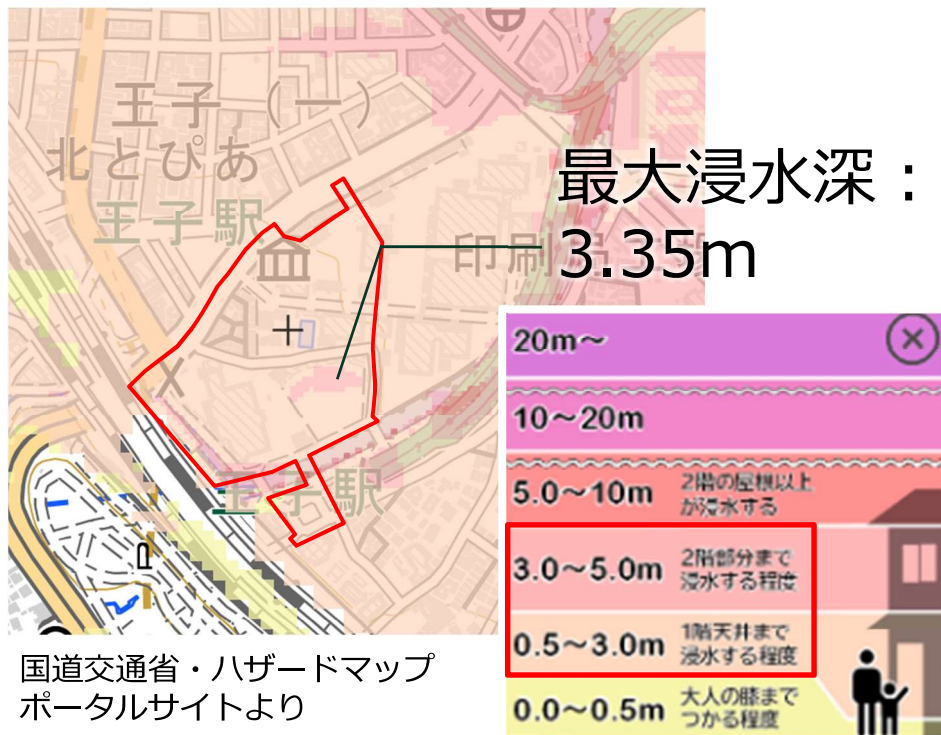 王子（一）
北とぴあ
王子駅
印刷局
最大浸水深：
3.35m
王子駅
20m～
10～20m
5.0～10m
2階の屋根以上
が浸水する
3.0～5.0m
2階部分まで
浸水する程度
0.5～3.0m
1階天井まで
浸水する程度
0.0～0.5m
大人の膝まで
つかる程度
国道交通省・ハザードマップ
ポータルサイトより